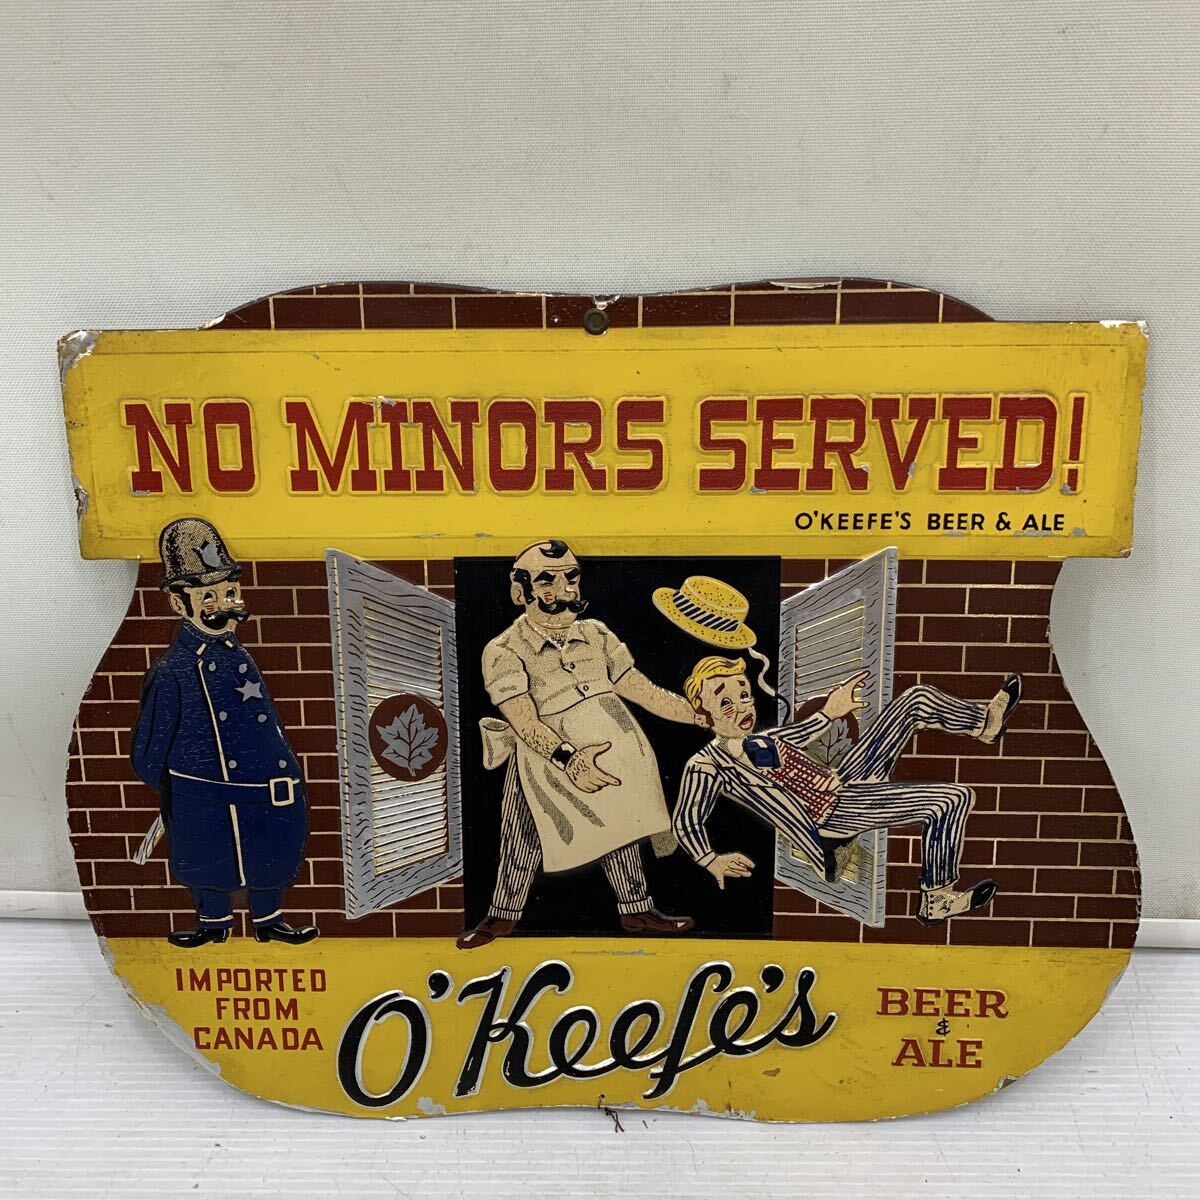 NO MINORS SERVED!
O'KEEFE'S BEER & ALE
IMPORTED
FROM
CANADA
O'Keefe's
BEER
&
ALE